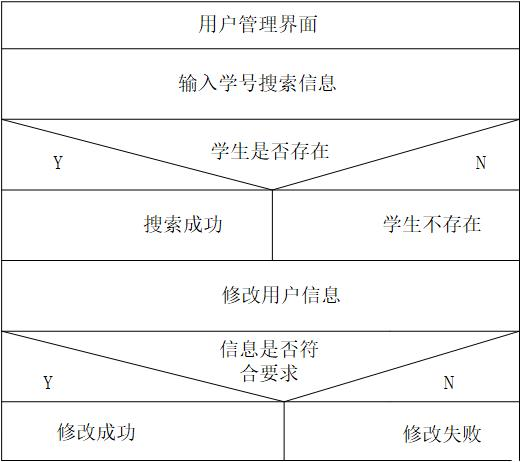 用户管理界面
输入学号搜索信息
学生是否存在
Y
N
搜索成功
学生不存在
修改用户信息
信息是否符
合要求
Y
N
修改成功
修改失败